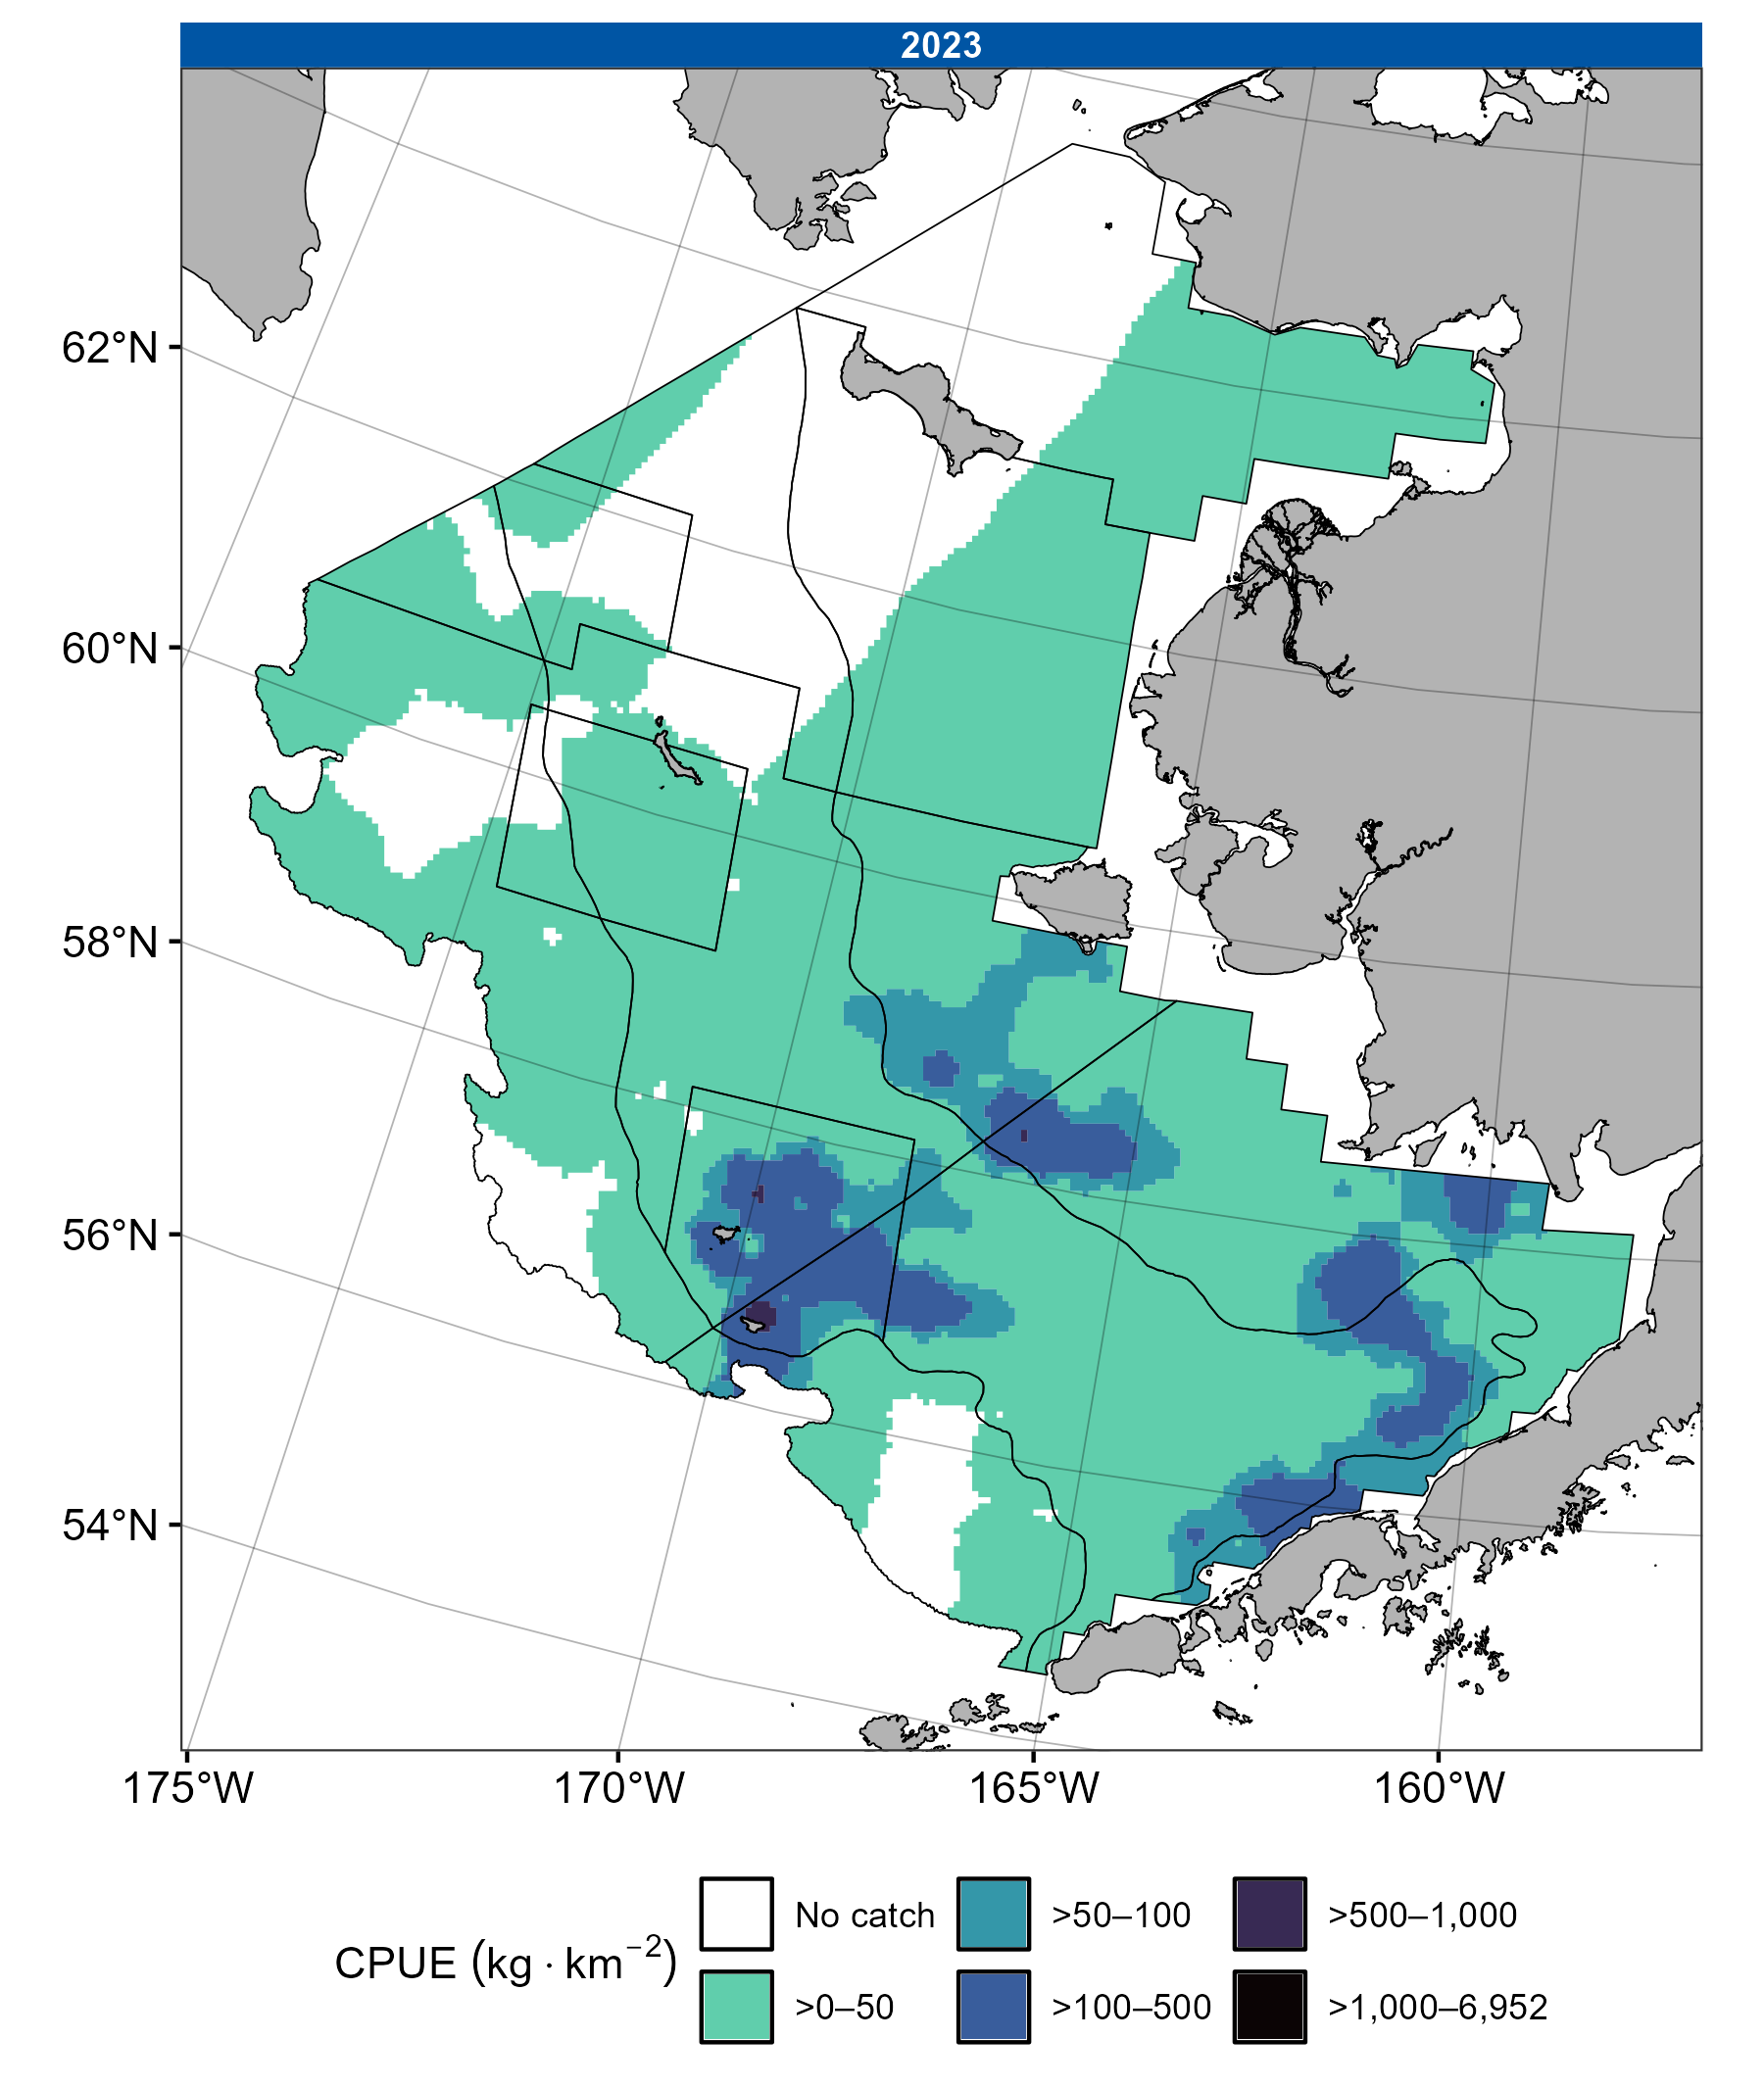 2023
62°N
60°N
58°N
56°N
54°N
175°W 170°W 165°W 160°W
CPUE (kg · km⁻²)
No catch >50–100 >500–1,000
>0–50 >100–500 >1,000–6,952